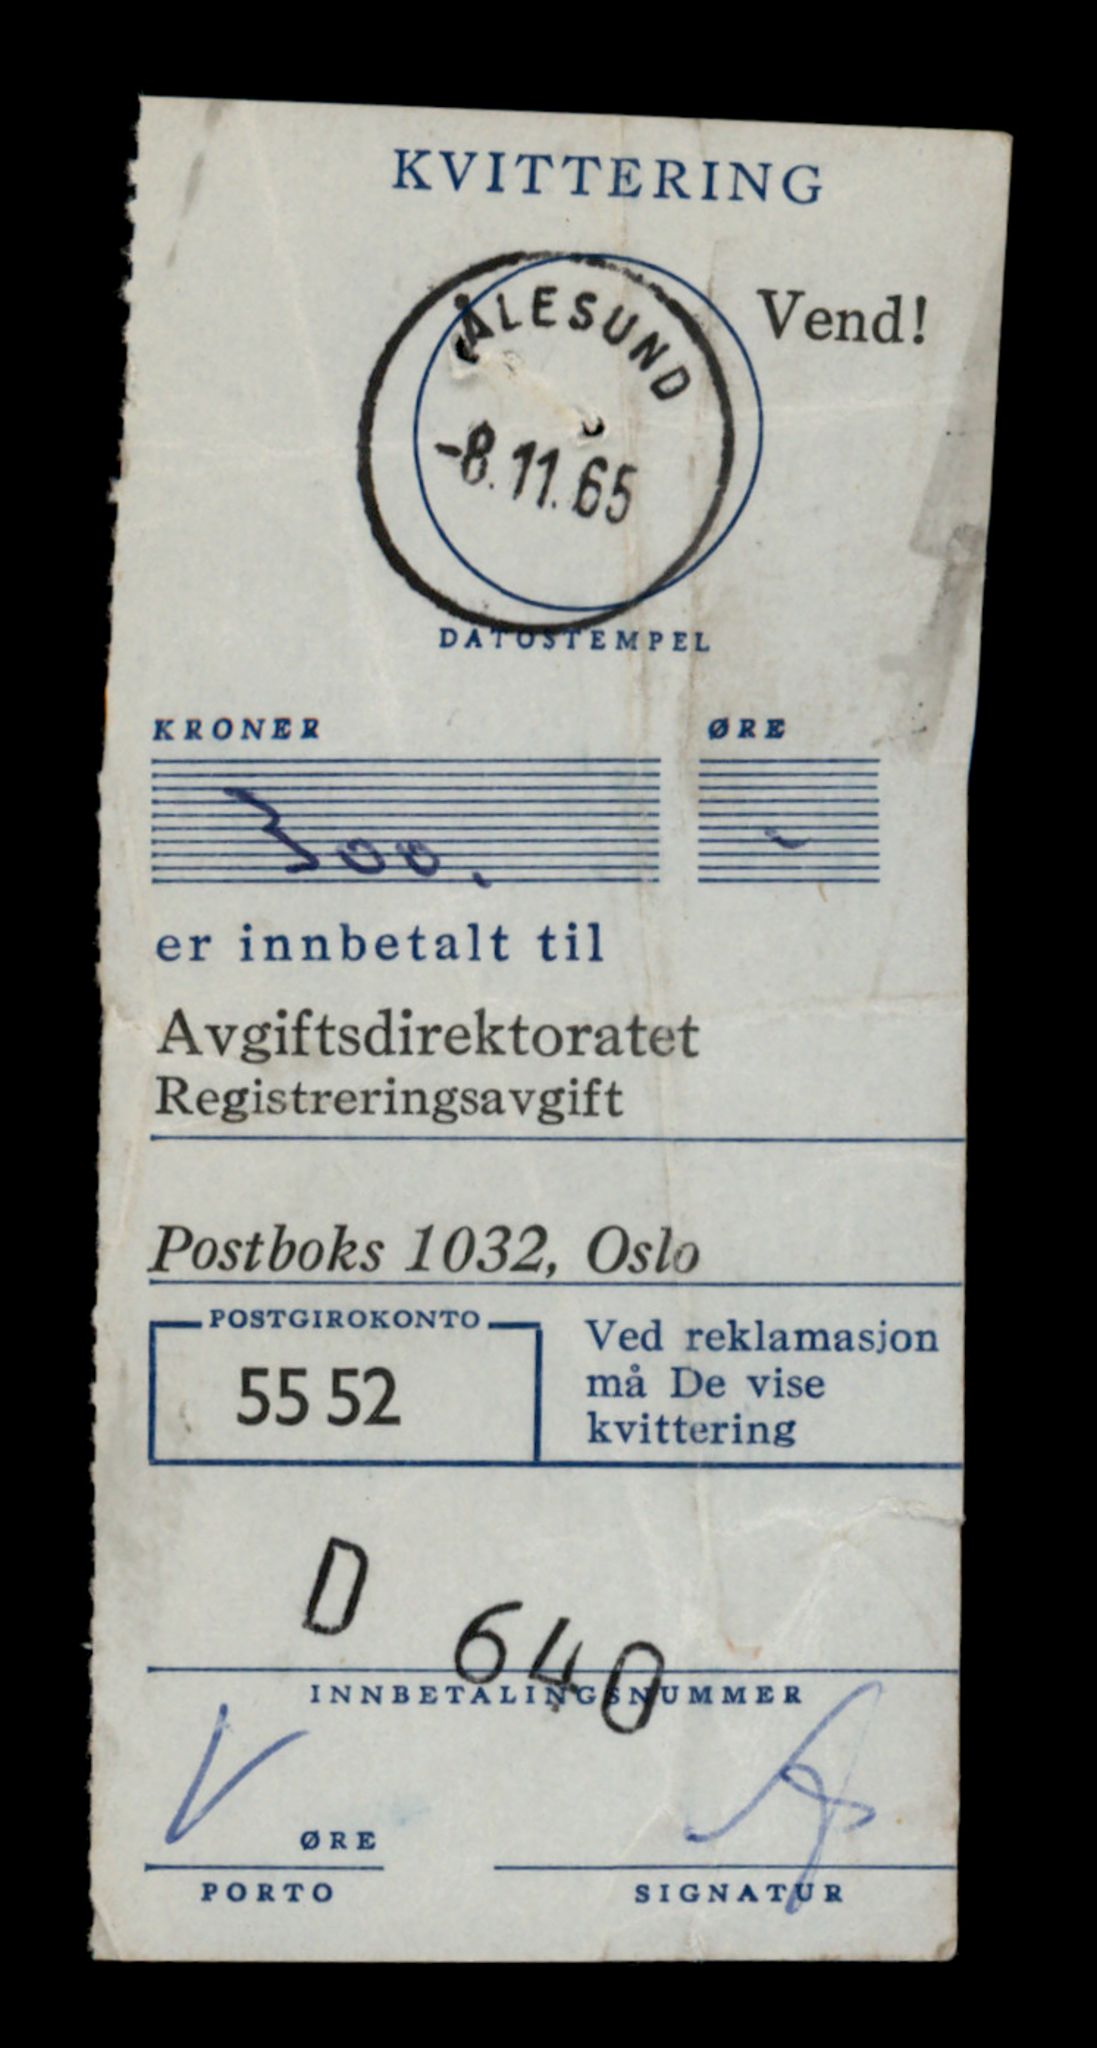 KVITTERING
Vend!
ÅLESUND
-8.11.65
DATOSTEMPEL
KRONER ØRE
300. -
er innbetalt til
Avgiftsdirektoratet
Registreringsavgift
Postboks 1032, Oslo
POSTGIROKONTO
55 52
Ved reklamasjon
må De vise
kvittering
D 640
INNBETALINGSNUMMER
ØRE
PORTO
SIGNATUR